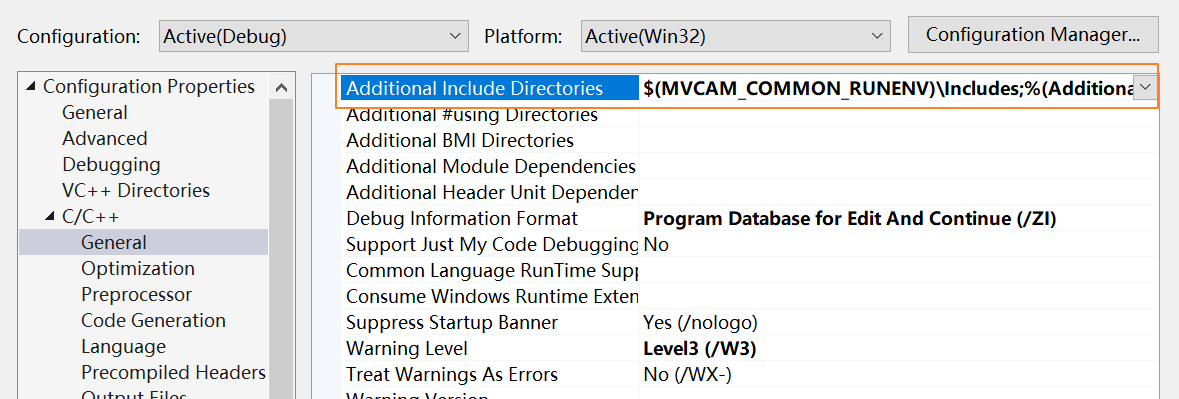 Configuration: Active(Debug) Platform: Active(Win32) Configuration Manager...
Configuration Properties
General
Advanced
Debugging
VC++ Directories
C/C++
General
Optimization
Preprocessor
Code Generation
Language
Precompiled Headers
Output Files
Additional Include Directories $(MVCAM_COMMON_RUNENV)\Includes;%(Additiona
Additional #using Directories
Additional BMI Directories
Additional Module Dependencies
Additional Header Unit Dependen
Debug Information Format Program Database for Edit And Continue (/ZI)
Support Just My Code Debugging No
Common Language RunTime Supp
Consume Windows Runtime Exten
Suppress Startup Banner Yes (/nologo)
Warning Level Level3 (/W3)
Treat Warnings As Errors No (/WX-)
Warning Version